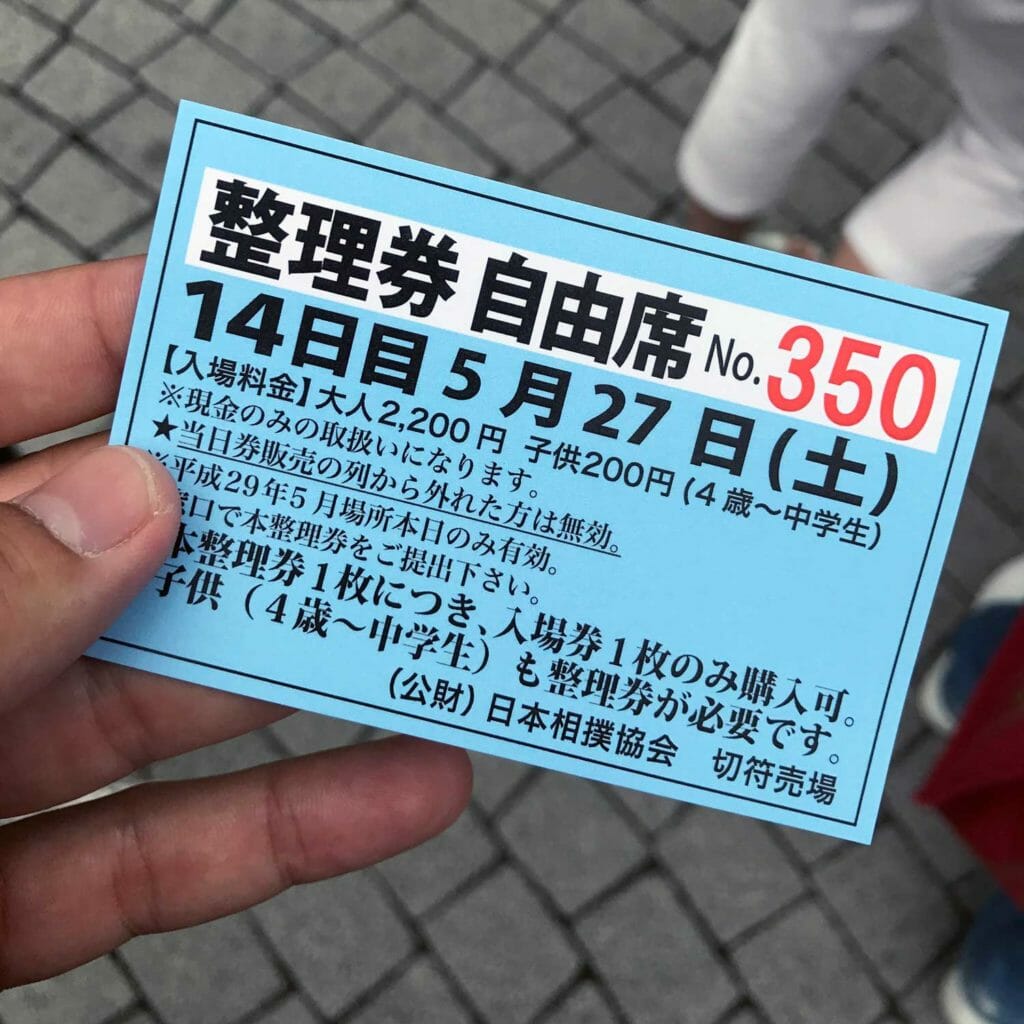 整理券 自由席 No. 350
14日目 5月27日(土)
【入場料金】大人2,200円 子供200円(4歳～中学生)
※現金のみの取扱いになります。
★当日券販売の列から外れた方は無効。
※平成29年5月場所本日のみ有効。
口で本整理券をご提出下さい。
本整理券1枚につき、入場券1枚のみ購入可。
子供(4歳～中学生)も整理券が必要です。
(公財)日本相撲協会 切符売場